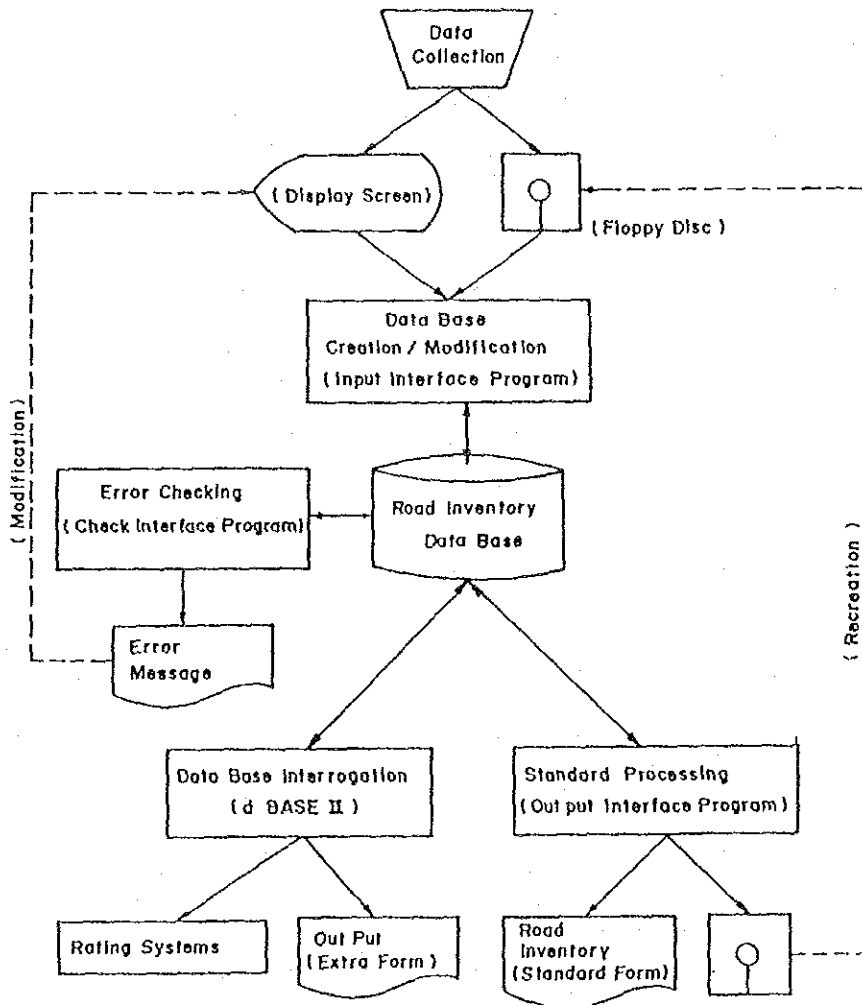 Data
Collection
( Display Screen )
( Floppy Disc )
Data Base
Creation / Modification
( Input Interface Program )
( Modification )
Error Checking
( Check Interface Program )
Road Inventory
Data Base
Error
Message
( Racreation )
Data Base Interrogation
( d BASE II )
Standard Processing
( Out put Interface Program )
Rating Systems
Out Put
( Extra Form )
Road
Inventory
( Standard Form )